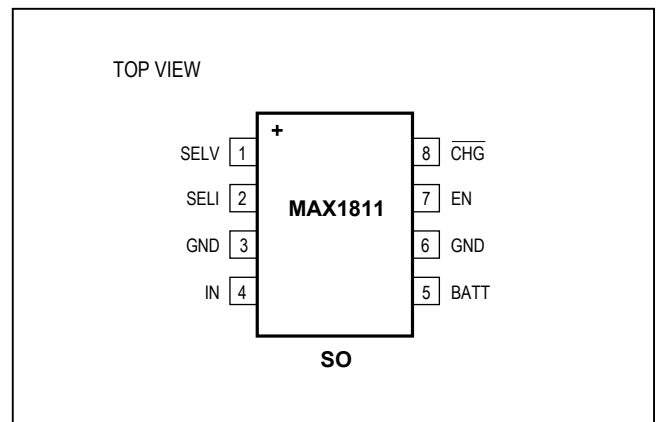 TOP VIEW
+
SELV 1 8 C̅H̅G̅
SELI 2 MAX1811 7 EN
GND 3 6 GND
IN 4 5 BATT
SO